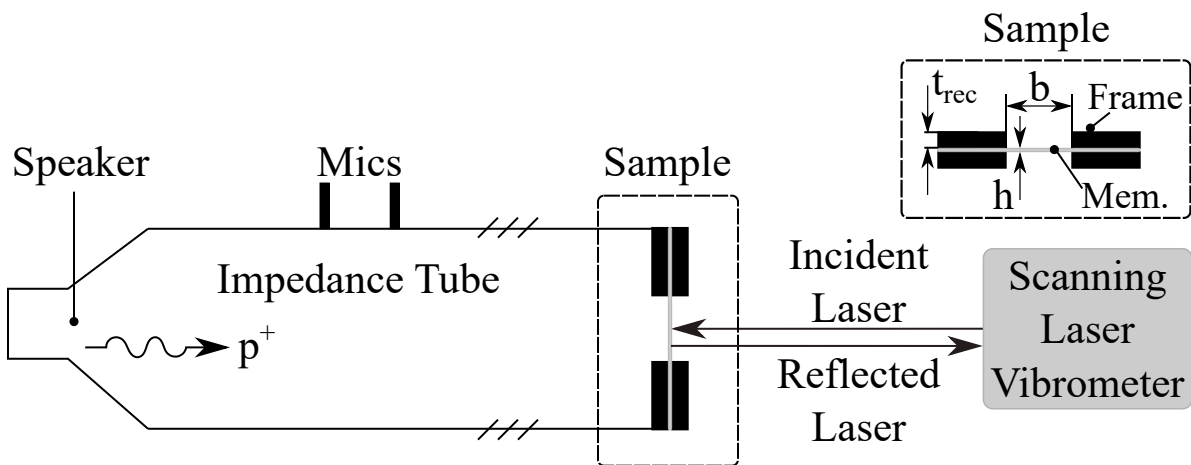 Sample
t_rec
b
Frame
h
Mem.
Speaker
Mics
Sample
Impedance Tube
p⁺
Incident
Laser
Reflected
Laser
Scanning
Laser
Vibrometer